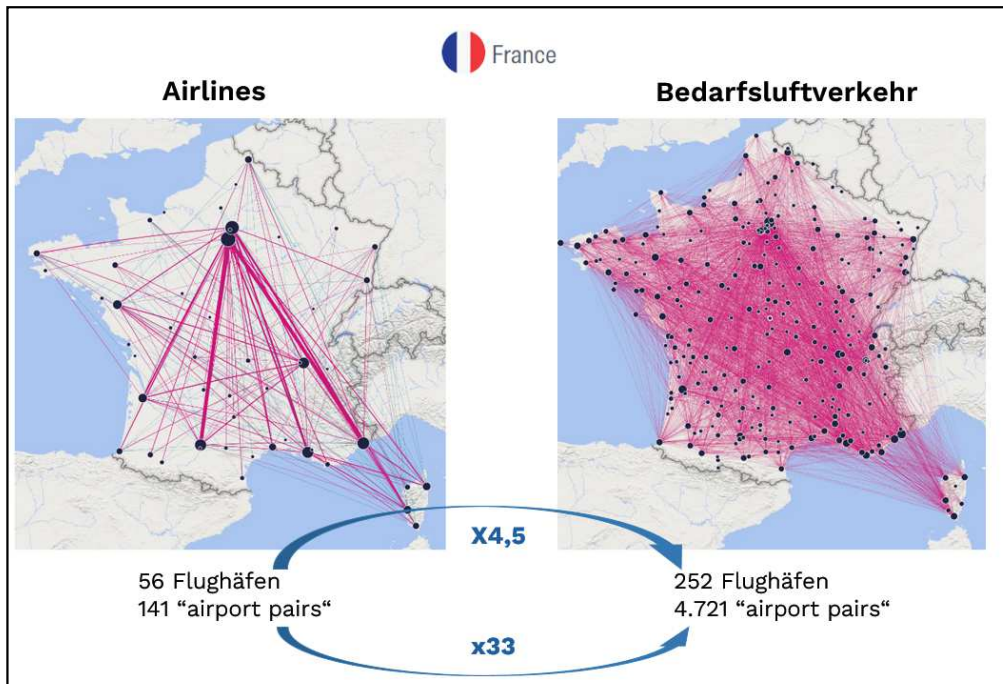 France
Airlines
Bedarfsluftverkehr
X4,5
56 Flughäfen
141 “airport pairs“
252 Flughäfen
4.721 “airport pairs“
x33